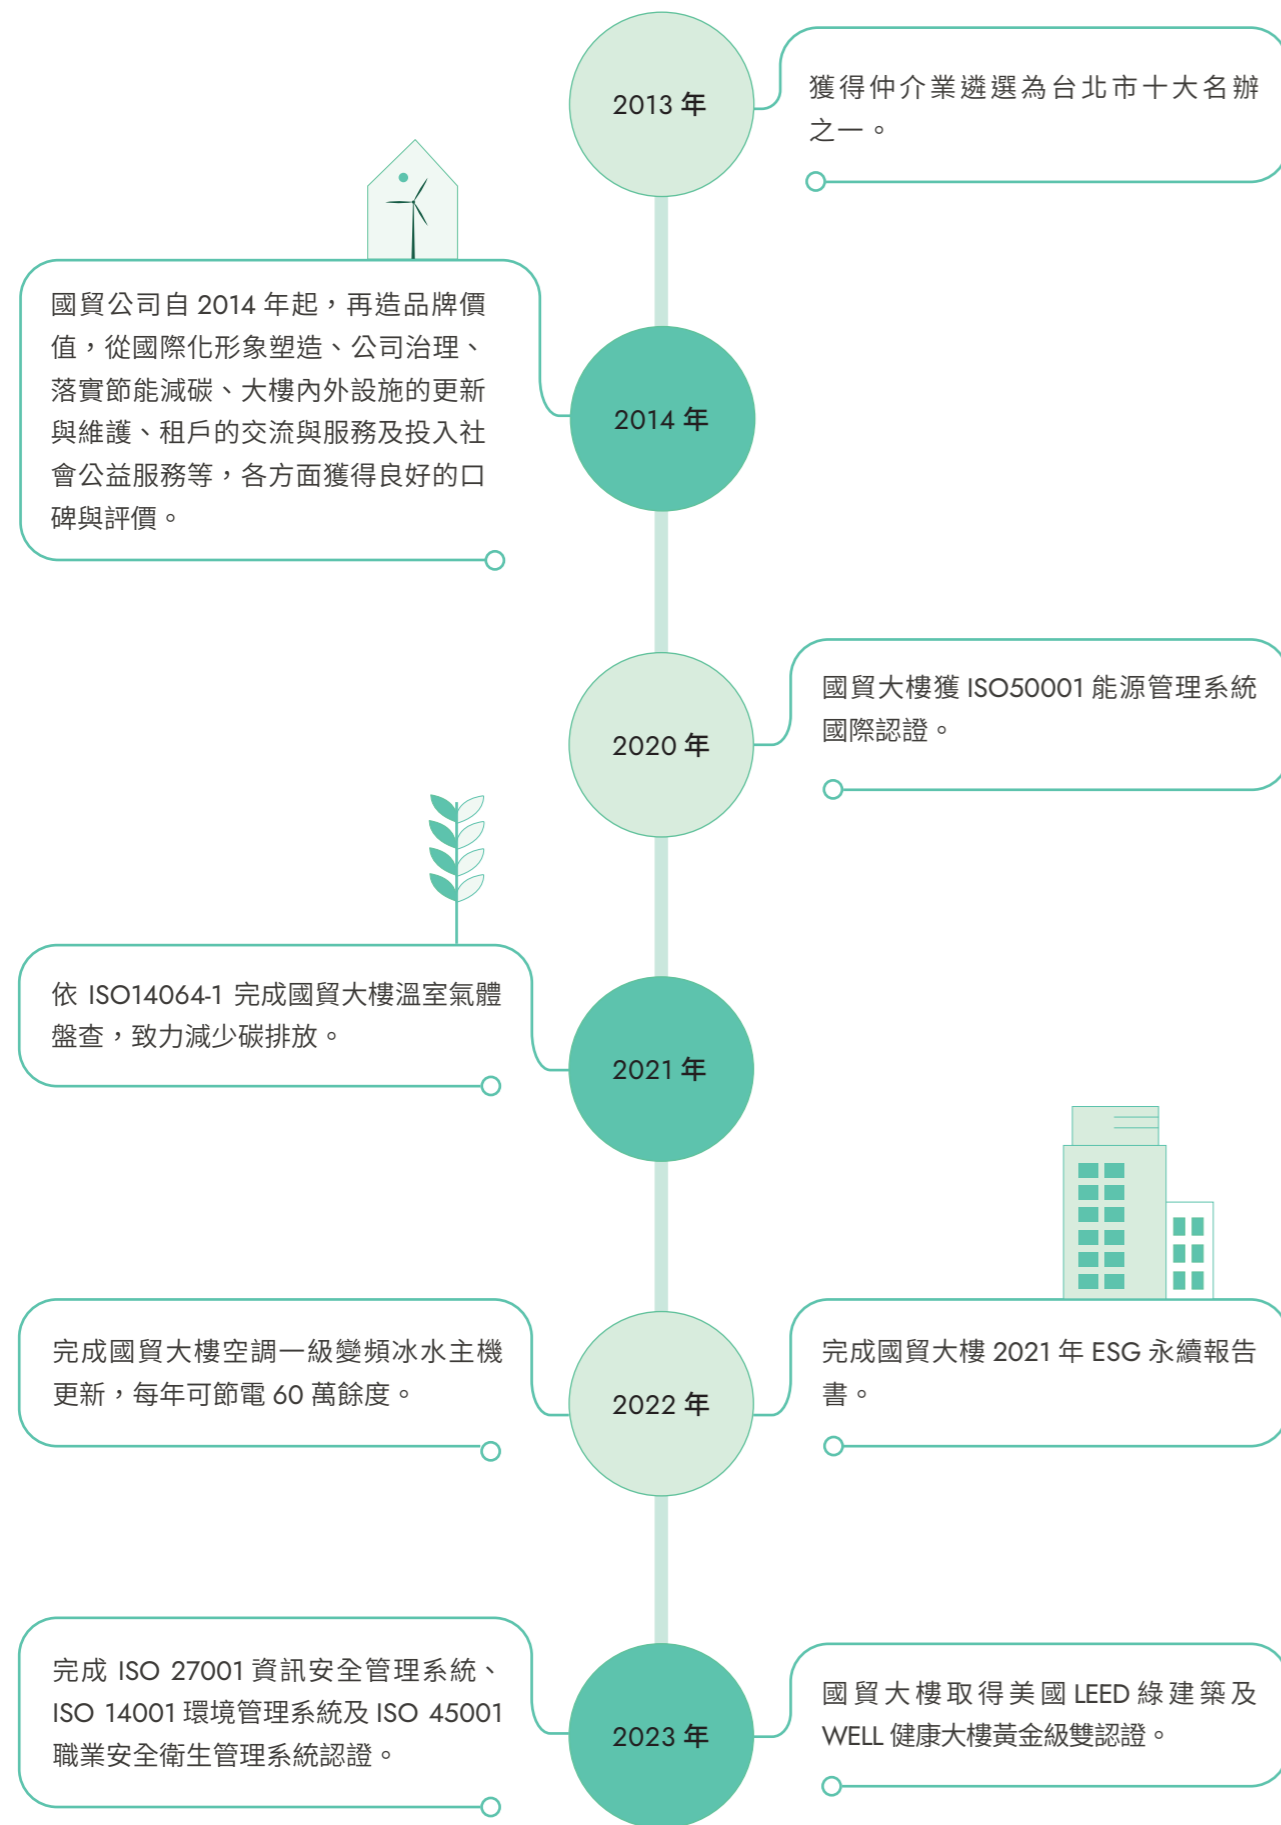 2013 年
獲得仲介業遴選為台北市十大名辦
之一。
國貿公司自 2014 年起，再造品牌價
值，從國際化形象塑造、公司治理、
落實節能減碳、大樓內外設施的更新
與維護、租戶的交流與服務及投入社
會公益服務等，各方面獲得良好的口
碑與評價。
2014 年
2020 年
國貿大樓獲 ISO50001 能源管理系統
國際認證。
依 ISO14064-1 完成國貿大樓溫室氣體
盤查，致力減少碳排放。
2021 年
完成國貿大樓空調一級變頻冰水主機
更新，每年可節電 60 萬餘度。
2022 年
完成國貿大樓 2021 年 ESG 永續報告
書。
完成 ISO 27001 資訊安全管理系統、
ISO 14001 環境管理系統及 ISO 45001
職業安全衛生管理系統認證。
2023 年
國貿大樓取得美國 LEED 綠建築及
WELL 健康大樓黃金級雙認證。